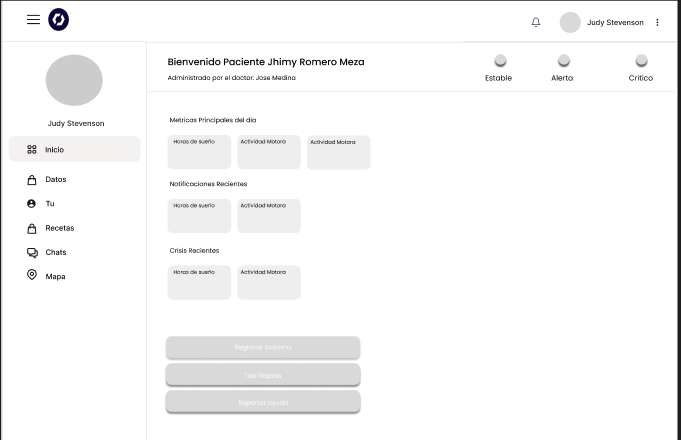 Judy Stevenson
Bienvenido Paciente Jhimy Romero Meza
Administrado por el doctor: Jose Medina
Estable
Alerta
Critico
Judy Stevenson
Inicio
Datos
Tu
Recetas
Chats
Mapa
Metricas Principales del dia
Horas de sueño
Actividad Motora
Actividad Motora
Notificaciones Recientes
Horas de sueño
Actividad Motora
Crisis Recientes
Horas de sueño
Actividad Motora
Registrar Sintoma
Test Rapido
Reportar ayuda